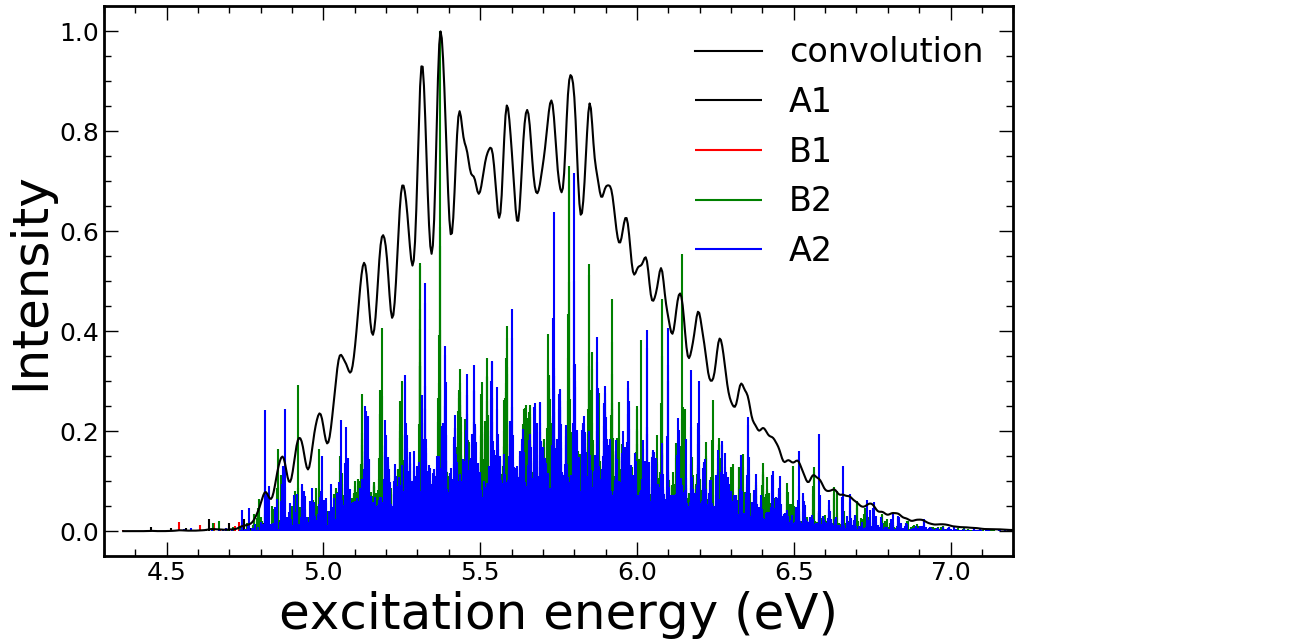 1.0
0.8
0.6
0.4
0.2
0.0
Intensity
convolution
A1
B1
B2
A2
4.5 5.0 5.5 6.0 6.5 7.0
excitation energy (eV)